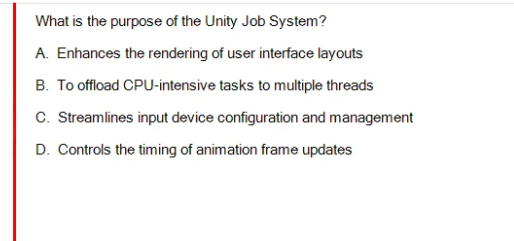 What is the purpose of the Unity Job System?
A. Enhances the rendering of user interface layouts
B. To offload CPU-intensive tasks to multiple threads
C. Streamlines input device configuration and management
D. Controls the timing of animation frame updates